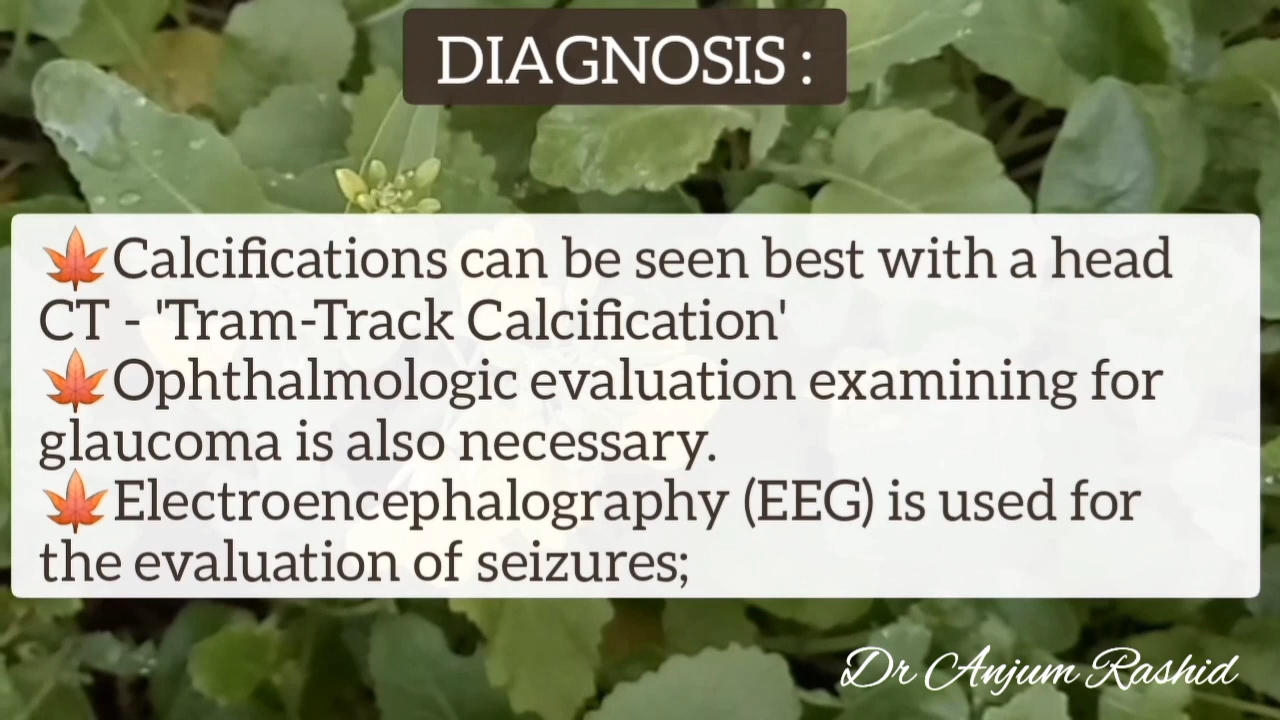 DIAGNOSIS :
🍁Calcifications can be seen best with a head
CT - 'Tram-Track Calcification'
🍁Ophthalmologic evaluation examining for
glaucoma is also necessary.
🍁Electroencephalography (EEG) is used for
the evaluation of seizures;
Dr Anjum Rashid